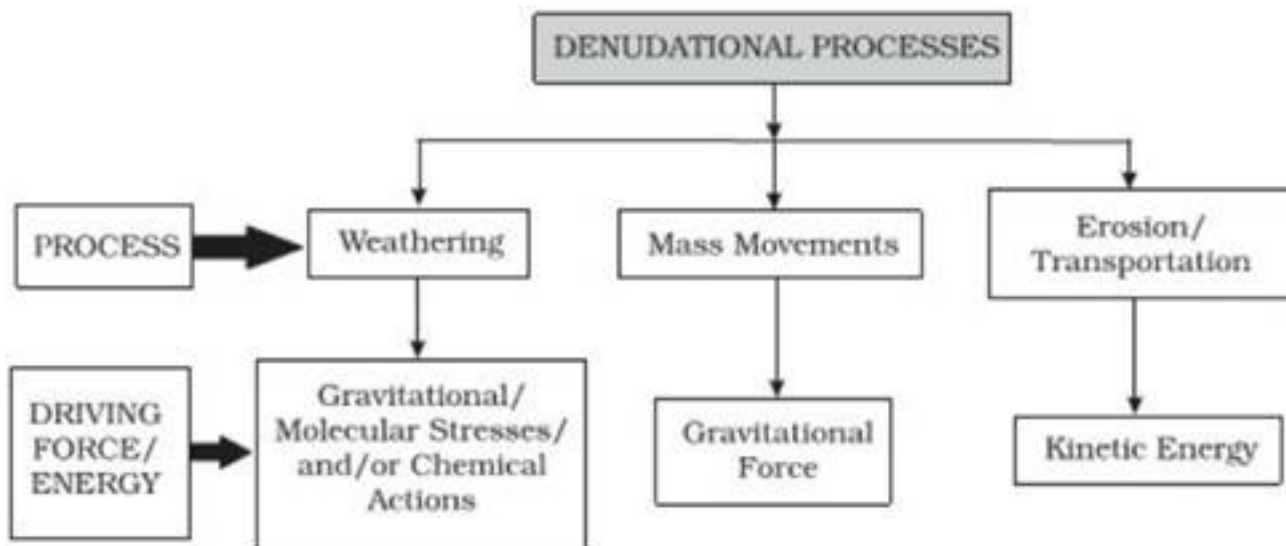 DENUDATIONAL PROCESSES
PROCESS
Weathering
Mass Movements
Erosion/
Transportation
DRIVING
FORCE/
ENERGY
Gravitational/
Molecular Stresses/
and/or Chemical
Actions
Gravitational
Force
Kinetic Energy